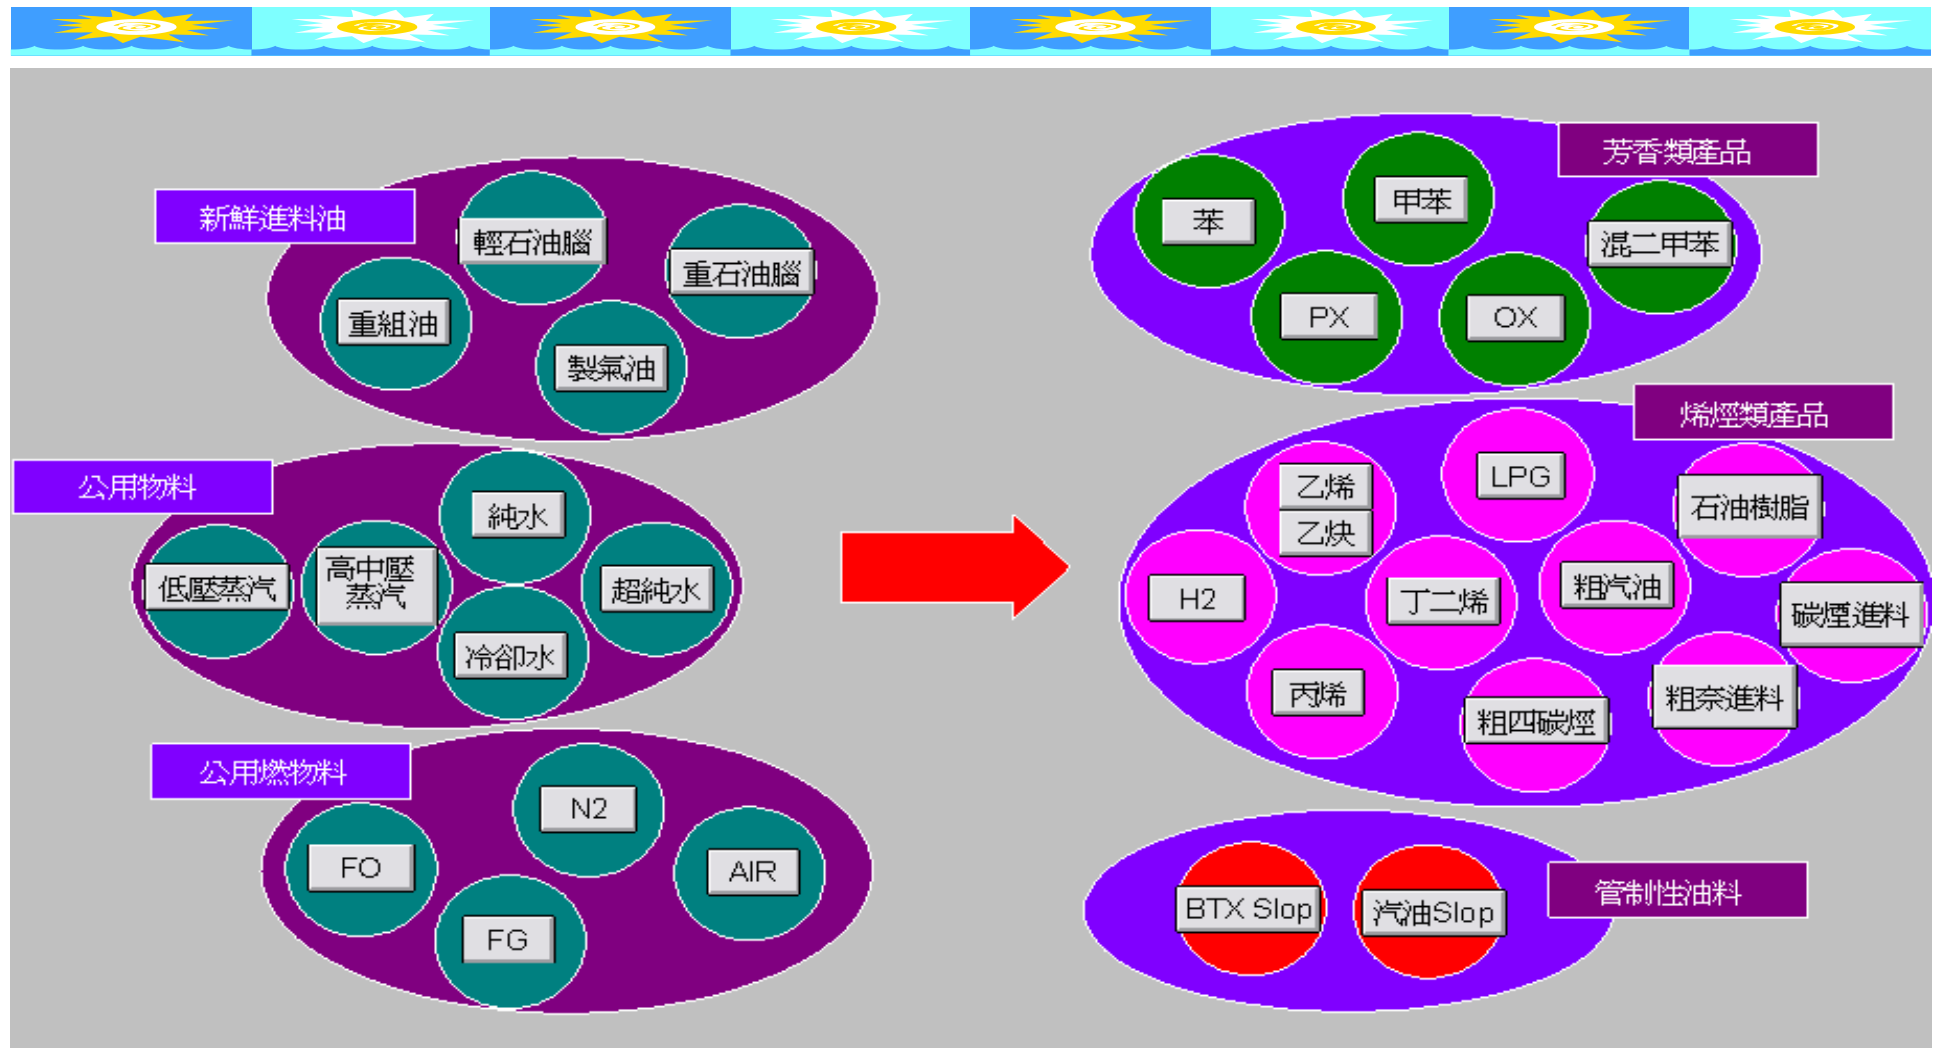 新鮮進料油
輕石油腦
重石油腦
重組油
製氣油
公用物料
純水
低壓蒸汽
高中壓
蒸汽
超純水
冷卻水
公用燃物料
N2
FO
AIR
FG
芳香類產品
苯
甲苯
混二甲苯
PX
OX
烯烴類產品
乙烯
乙炔
LPG
石油樹脂
H2
丁二烯
粗汽油
碳煙進料
丙烯
粗四碳烴
粗奈進料
管制性油料
BTX Slop
汽油Slop